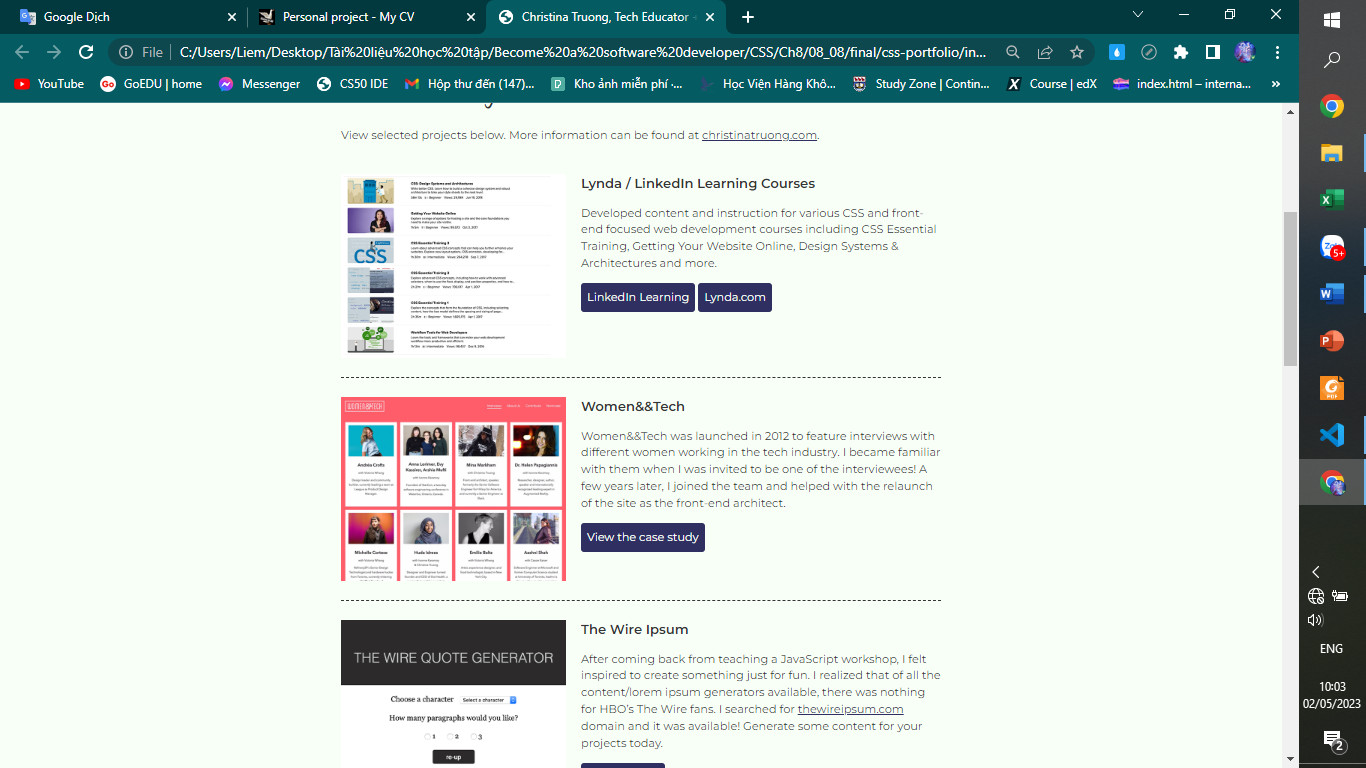 Google Dịch
Personal project - My CV
Christina Truong, Tech Educator
File
C:/Users/Liem/Desktop/Tài%20liệu%20học%20tập/Become%20a%20software%20developer/CSS/Ch8/08_08/final/css-portfolio/in...
YouTube
GoEDU | home
Messenger
CS50 IDE
Hộp thư đến (147)...
Kho ảnh miễn phí ·...
Học Viện Hàng Khô...
Study Zone | Contin...
Course | edX
index.html – interna...
»
View selected projects below. More information can be found at christinatruong.com.
CSS: Design Systems and Architectures
Getting Your Website Online
CSS Essential Training 3
CSS
CSS Essential Training 2
CSS Essential Training 1
Workflow Tools for Web Developers
Lynda / LinkedIn Learning Courses
Developed content and instruction for various CSS and front-
end focused web development courses including CSS Essential
Training, Getting Your Website Online, Design Systems &
Architectures and more.
LinkedIn Learning
Lynda.com
WOMEN&&TECH
Andréa Crofts
Mina Markham
Dr. Helen Papagiannis
Michelle Cortese
Huda Idrees
Women&&Tech
Women&&Tech was launched in 2012 to feature interviews with
different women working in the tech industry. I became familiar
with them when I was invited to be one of the interviewees! A
few years later, I joined the team and helped with the relaunch
of the site as the front-end architect.
View the case study
THE WIRE QUOTE GENERATOR
Choose a character
Select a character
How many paragraphs would you like?
1
2
3
re-up
The Wire Ipsum
After coming back from teaching a JavaScript workshop, I felt
inspired to create something just for fun. I realized that of all the
content/lorem ipsum generators available, there was nothing
for HBO's The Wire fans. I searched for thewireipsum.com
domain and it was available! Generate some content for your
projects today.
Zalo
5+
PDF
ENG
10:03
02/05/2023
2